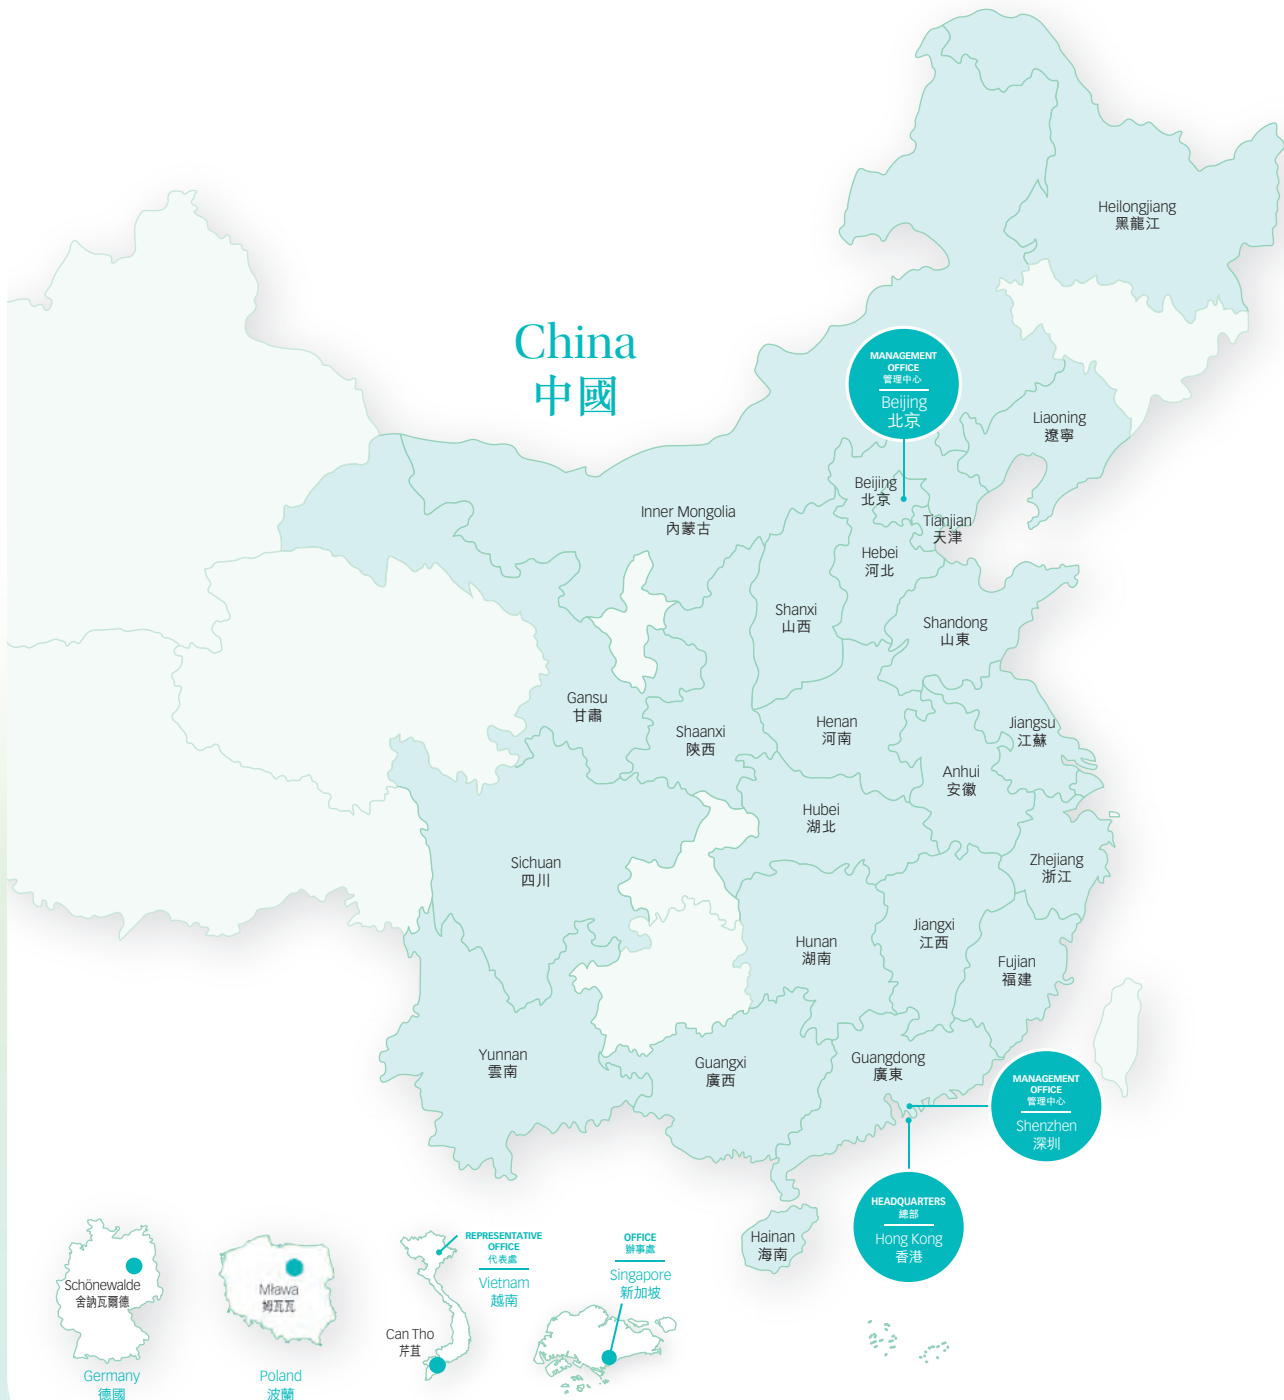 China
中國
Heilongjiang
黑龍江
MANAGEMENT
OFFICE
管理中心
Beijing
北京
Liaoning
遼寧
Beijing
北京
Inner Mongolia
內蒙古
Tianjian
天津
Hebei
河北
Shanxi
山西
Shandong
山東
Gansu
甘肅
Shaanxi
陝西
Henan
河南
Jiangsu
江蘇
Anhui
安徽
Hubei
湖北
Sichuan
四川
Zhejiang
浙江
Hunan
湖南
Jiangxi
江西
Fujian
福建
Yunnan
雲南
Guangxi
廣西
Guangdong
廣東
MANAGEMENT
OFFICE
管理中心
Shenzhen
深圳
HEADQUARTERS
總部
Hong Kong
香港
Hainan
海南
Schönewalde
舍訥瓦爾德
Germany
德國
Mława
姆瓦瓦
Poland
波蘭
REPRESENTATIVE
OFFICE
代表處
Vietnam
越南
Can Tho
芹苴
OFFICE
辦事處
Singapore
新加坡